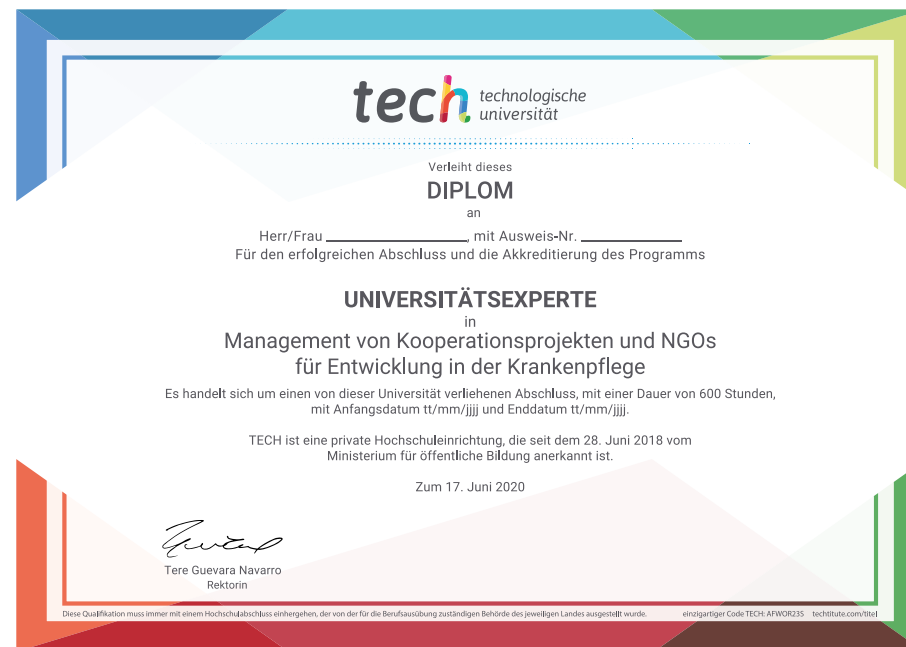 tech technologische
universität
Verleiht dieses
DIPLOM
an
Herr/Frau ____________, mit Ausweis-Nr. ____________
Für den erfolgreichen Abschluss und die Akkreditierung des Programms
UNIVERSITÄTSEXPERTE
in
Management von Kooperationsprojekten und NGOs
für Entwicklung in der Krankenpflege
Es handelt sich um einen von dieser Universität verliehenen Abschluss, mit einer Dauer von 600 Stunden,
mit Anfangsdatum tt/mm/jjjj und Enddatum tt/mm/jjjj.
TECH ist eine private Hochschuleinrichtung, die seit dem 28. Juni 2018 vom
Ministerium für öffentliche Bildung anerkannt ist.
Zum 17. Juni 2020
Tere Guevara Navarro
Rektorin
Diese Qualifikation muss immer mit einem Hochschulabschluss einhergehen, der von der für die Berufsausübung zuständigen Behörde des jeweiligen Landes ausgestellt wurde. einzigartiger Code TECH: AFWOR23S techtitute.com/titel